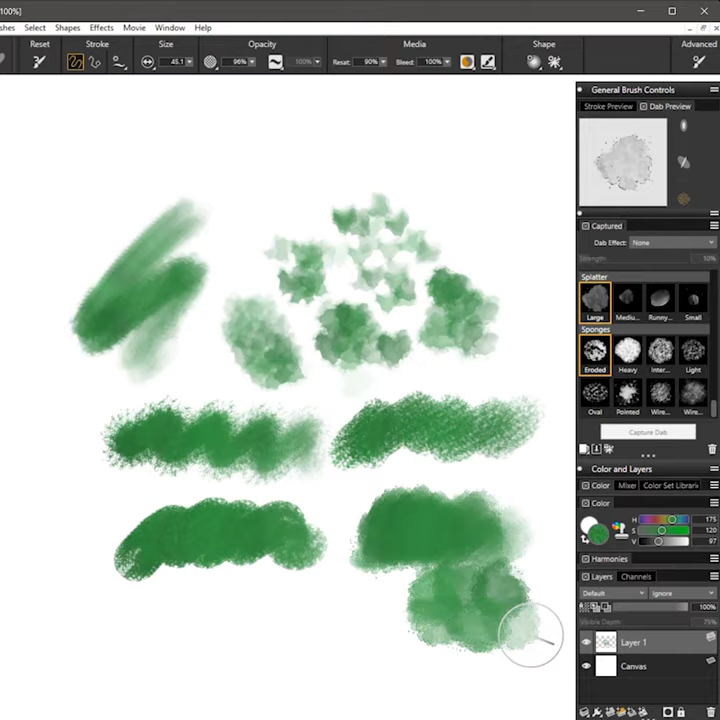 100%]
shes Select Shapes Effects Movie Window Help
Reset Stroke Size Opacity Media Shape Advanced
45.1 96% 100% Reset: 90% Bleed: 100%
General Brush Controls
Stroke Preview Dab Preview
Captured
Dab Effect: None
Strength: 10%
Splatter
Large Mediu... Runny... Small
Sponges
Eroded Heavy Inter... Light
Oval Pointed Wire... Wire...
Capture Dab
Color and Layers
Color Mixer Color Set Librari
Color
H 175
S 120
V 97
Harmonies
Layers Channels
Default Ignore
100%
Visible Depth: 75%
Layer 1
Canvas